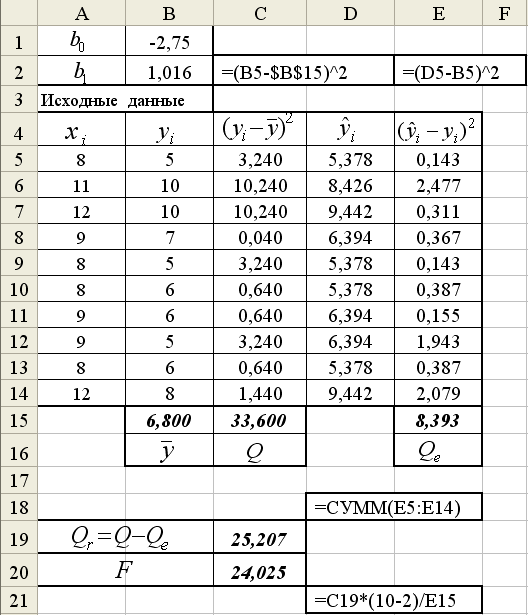 A B C D E F
1 b₀ -2,75
2 b₁ 1,016 =(B5-$B$15)^2 =(D5-B5)^2
3 Исходные данные
4 xᵢ yᵢ (yᵢ–y̅)² ŷᵢ (ŷᵢ – yᵢ)²
5 8 5 3,240 5,378 0,143
6 11 10 10,240 8,426 2,477
7 12 10 10,240 9,442 0,311
8 9 7 0,040 6,394 0,367
9 8 5 3,240 5,378 0,143
10 8 6 0,640 5,378 0,387
11 9 6 0,640 6,394 0,155
12 9 5 3,240 6,394 1,943
13 8 6 0,640 5,378 0,387
14 12 8 1,440 9,442 2,079
15 6,800 33,600 8,393
16 y̅ Q Qₑ
17
18 =СУММ(E5:E14)
19 Qᵣ=Q–Qₑ 25,207
20 F 24,025
21 =C19*(10-2)/E15